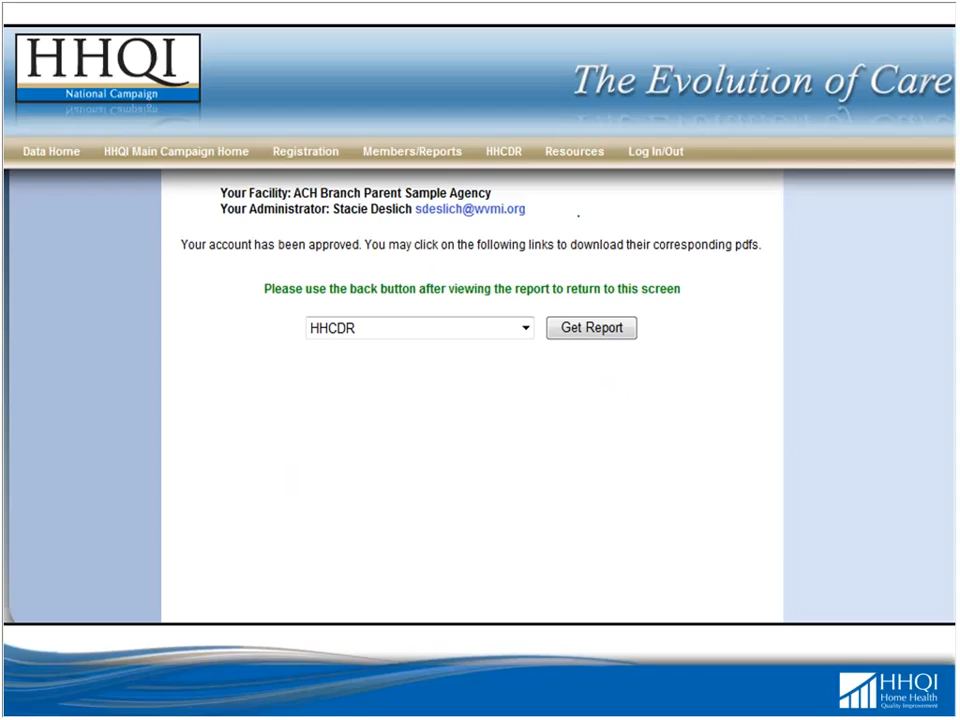 HHQI
National Campaign
The Evolution of Care
Data Home HHQI Main Campaign Home Registration Members/Reports HHCDR Resources Log In/Out
Your Facility: ACH Branch Parent Sample Agency
Your Administrator: Stacie Deslich sdeslich@wvmi.org
Your account has been approved. You may click on the following links to download their corresponding pdfs.
Please use the back button after viewing the report to return to this screen
HHCDR Get Report
HHQI
Home Health
Quality Improvement